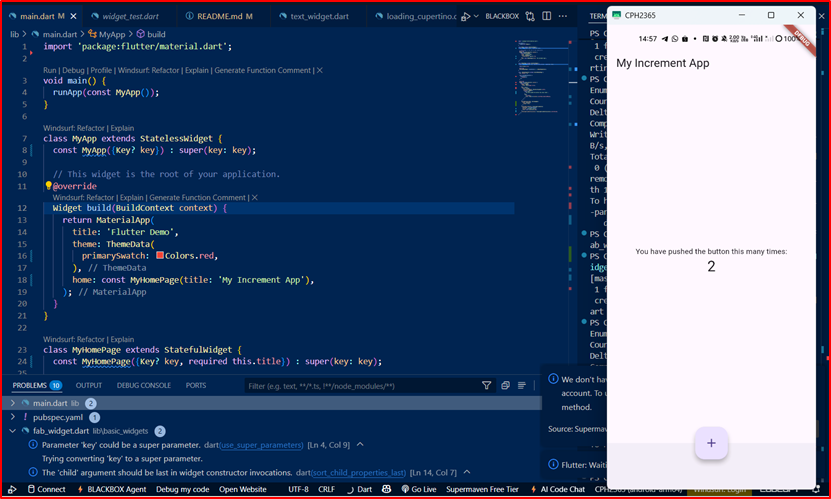 main.dart M
widget_test.dart
README.md M
text_widget.dart
loading_cupertino.c
BLACKBOX
TERM
lib > main.dart > MyApp > build
1 import 'package:flutter/material.dart';
2
Run | Debug | Profile | Windsurf: Refactor | Explain | Generate Function Comment | X
3 void main() {
4 runApp(const MyApp());
5 }
6
Windsurf: Refactor | Explain
7 class MyApp extends StatelessWidget {
8 const MyApp({Key? key}) : super(key: key);
9
10 // This widget is the root of your application.
11 @override
Windsurf: Refactor | Explain | Generate Function Comment | X
12 Widget build(BuildContext context) {
13 return MaterialApp(
14 title: 'Flutter Demo',
15 theme: ThemeData(
16 primarySwatch: Colors.red,
17 ), // ThemeData
18 home: const MyHomePage(title: 'My Increment App'),
19 ); // MaterialApp
20 }
21 }
22
Windsurf: Refactor | Explain
23 class MyHomePage extends StatefulWidget {
24 const MyHomePage({Key? key, required this.title}) : super(key: key);
25
PROBLEMS 10 OUTPUT DEBUG CONSOLE PORTS
Filter (e.g. text, **/*.ts, !**/node_modules/**)
main.dart lib 2
pubspec.yaml 1
fab_widget.dart lib\basic_widgets 2
Parameter 'key' could be a super parameter. dart(use_super_parameters) [Ln 4, Col 9]
Trying converting 'key' to a super parameter.
The 'child' argument should be last in widget constructor invocations. dart(sort_child_properties_last) [Ln 14, Col 7]
Connect BLACKBOX Agent Debug my code Open Website UTF-8 CRLF Dart Go Live Supermaven Free Tier AI Code Chat CPH2365 (android-arm64) Windsurf: Login
PS C
1 f
cre
rtin
PS C
Enum
Coun
Delt
Comp
Writ
B/s,
Tota
0 (
remo
th 1
To h
-par
d
PS C
ab_w
PS C
idge
[mas
1 f
cre
art
PS C
Enum
Coun
Delt
We don't hav
account. To u
method.
Source: Supermav
Flutter: Waiti
CPH2365
14:57
100%
DEBUG
My Increment App
You have pushed the button this many times:
2
+